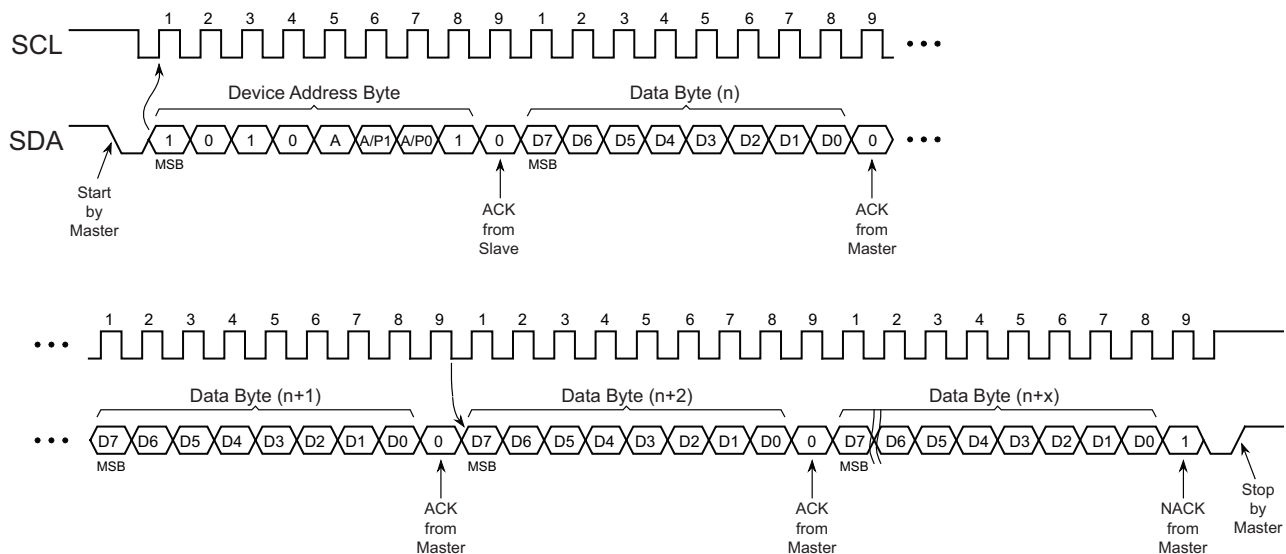 1 2 3 4 5 6 7 8 9 1 2 3 4 5 6 7 8 9
SCL
Device Address Byte Data Byte (n)
SDA 1 0 1 0 A A/P1 A/P0 1 0 D7 D6 D5 D4 D3 D2 D1 D0 0
MSB MSB
Start
by
Master
ACK
from
Slave
ACK
from
Master
1 2 3 4 5 6 7 8 9 1 2 3 4 5 6 7 8 9 1 2 3 4 5 6 7 8 9
Data Byte (n+1) Data Byte (n+2) Data Byte (n+x)
D7 D6 D5 D4 D3 D2 D1 D0 0 D7 D6 D5 D4 D3 D2 D1 D0 0 D7 D6 D5 D4 D3 D2 D1 D0 1
MSB MSB MSB
ACK
from
Master
ACK
from
Master
NACK
from
Master
Stop
by
Master